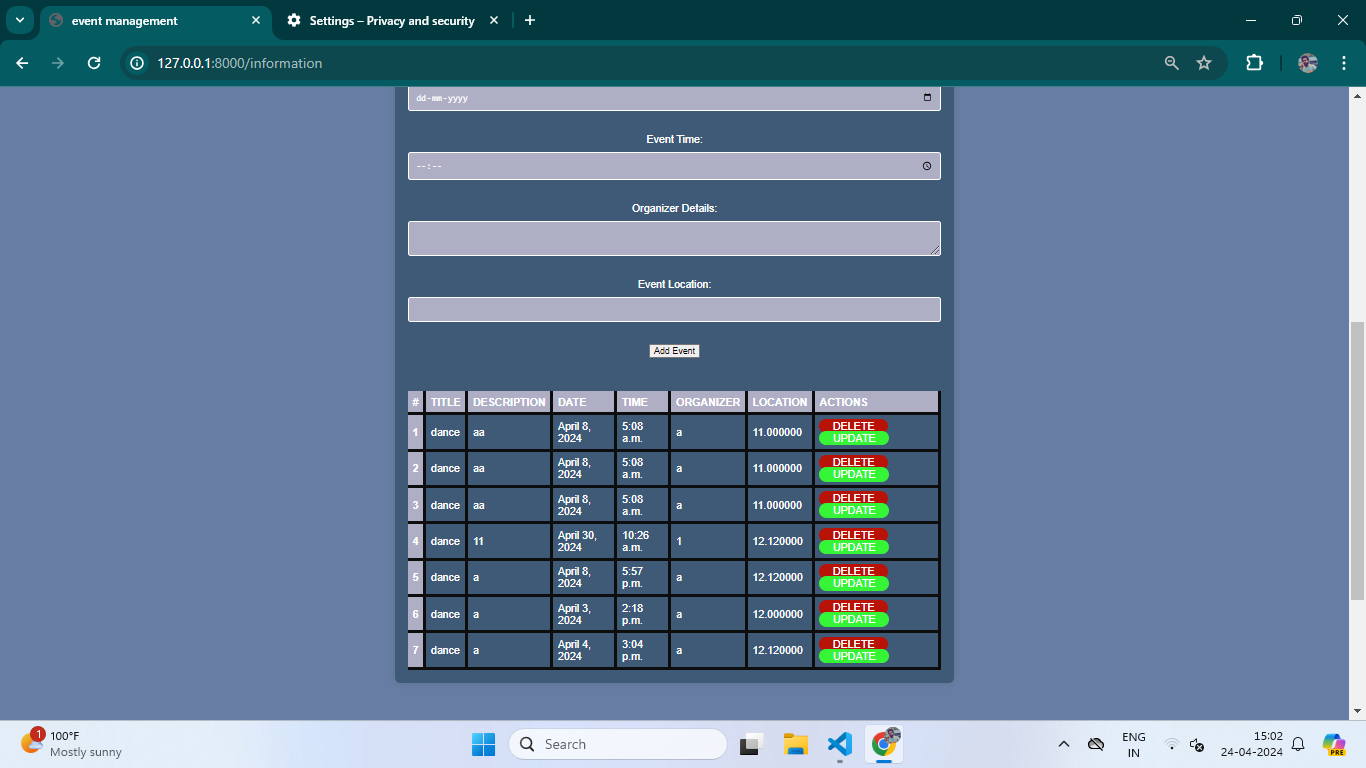 event management
Settings – Privacy and security
127.0.0.1:8000/information
dd-mm-yyyy
Event Time:
--:--
Organizer Details:
Event Location:
Add Event
# TITLE DESCRIPTION DATE TIME ORGANIZER LOCATION ACTIONS
1 dance aa April 8, 2024 5:08 a.m. a 11.000000 DELETE UPDATE
2 dance aa April 8, 2024 5:08 a.m. a 11.000000 DELETE UPDATE
3 dance aa April 8, 2024 5:08 a.m. a 11.000000 DELETE UPDATE
4 dance 11 April 30, 2024 10:26 a.m. 1 12.120000 DELETE UPDATE
5 dance a April 8, 2024 5:57 p.m. a 12.120000 DELETE UPDATE
6 dance a April 3, 2024 2:18 p.m. a 12.000000 DELETE UPDATE
7 dance a April 4, 2024 3:04 p.m. a 12.120000 DELETE UPDATE
1
100°F
Mostly sunny
Search
ENG
IN
15:02
24-04-2024
PRE